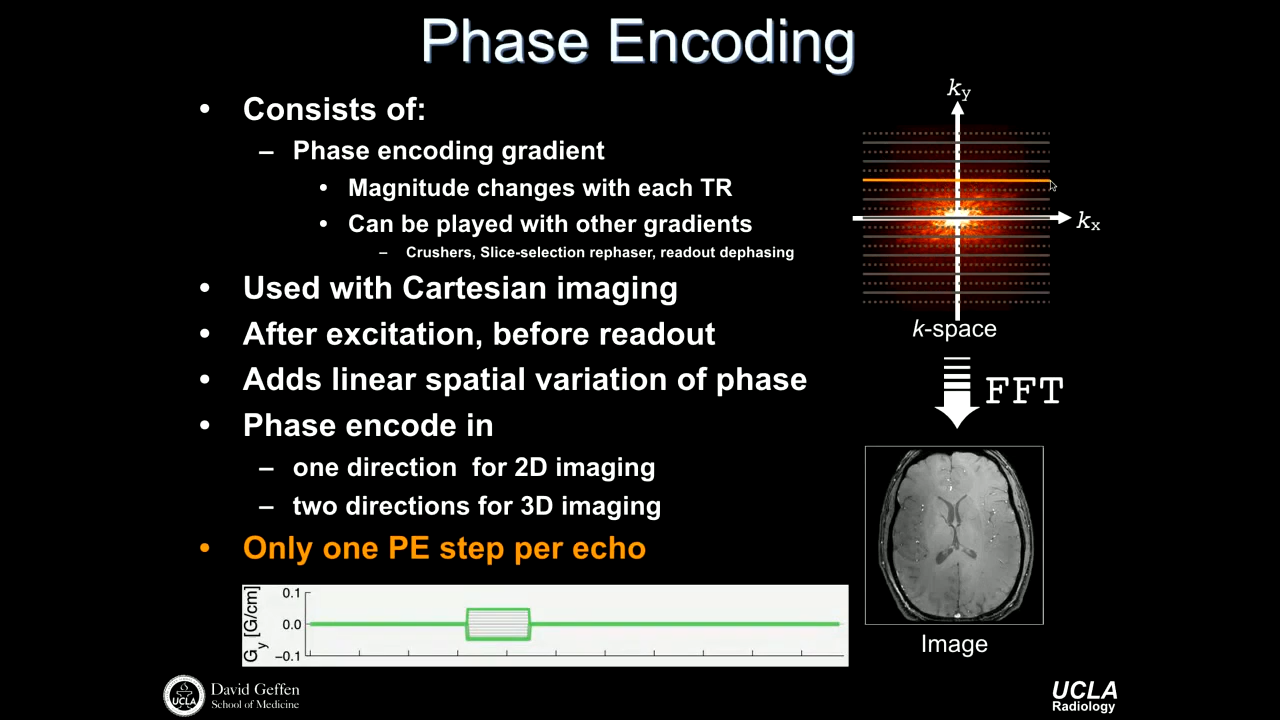 Phase Encoding
• Consists of:
– Phase encoding gradient
• Magnitude changes with each TR
• Can be played with other gradients
– Crushers, Slice-selection rephaser, readout dephasing
• Used with Cartesian imaging
• After excitation, before readout
• Adds linear spatial variation of phase
• Phase encode in
– one direction for 2D imaging
– two directions for 3D imaging
• Only one PE step per echo
ky
kx
k-space
FFT
Image
Gy [G/cm]
0.1
0.0
−0.1
UCLA
David Geffen
School of Medicine
UCLA
Radiology